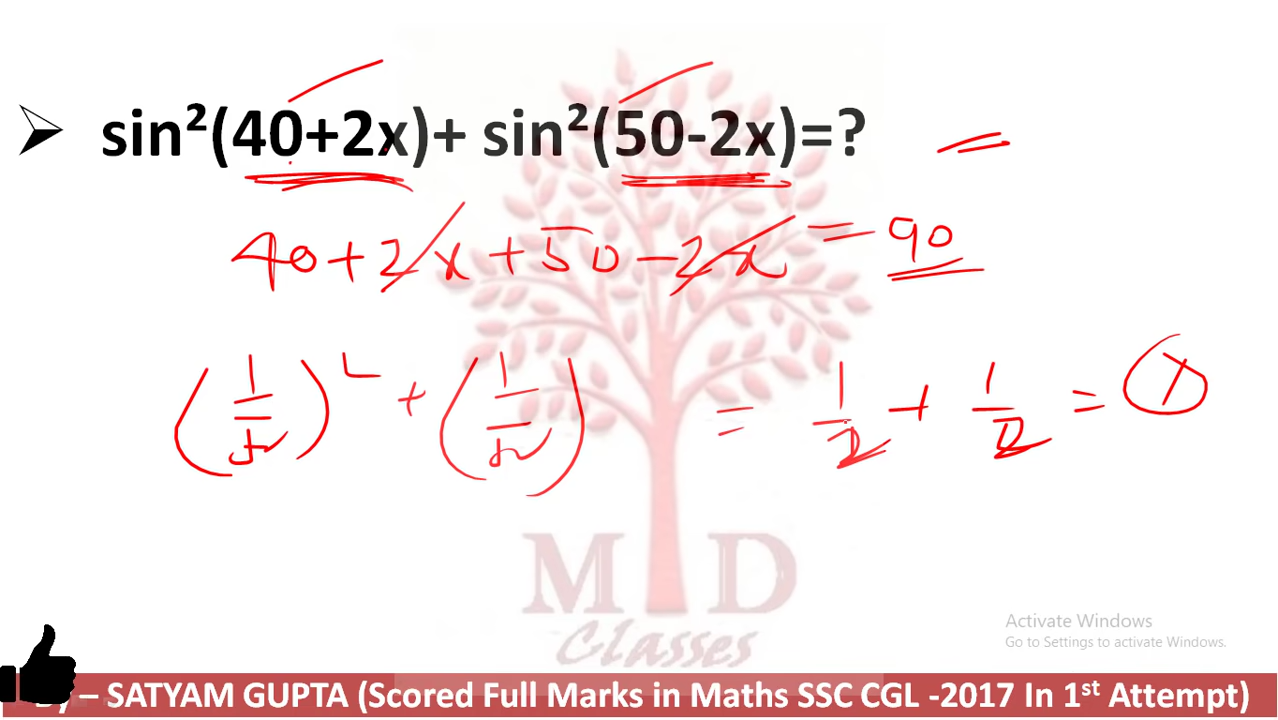 ➢ sin²(40+2x)+ sin²(50-2x)=?
40+2x+50-2x=90
(1/√2)² + (1/√2) = 1/2 + 1/2 = 1
M D
Classes
Activate Windows
Go to Settings to activate Windows.
– SATYAM GUPTA (Scored Full Marks in Maths SSC CGL -2017 In 1st Attempt)